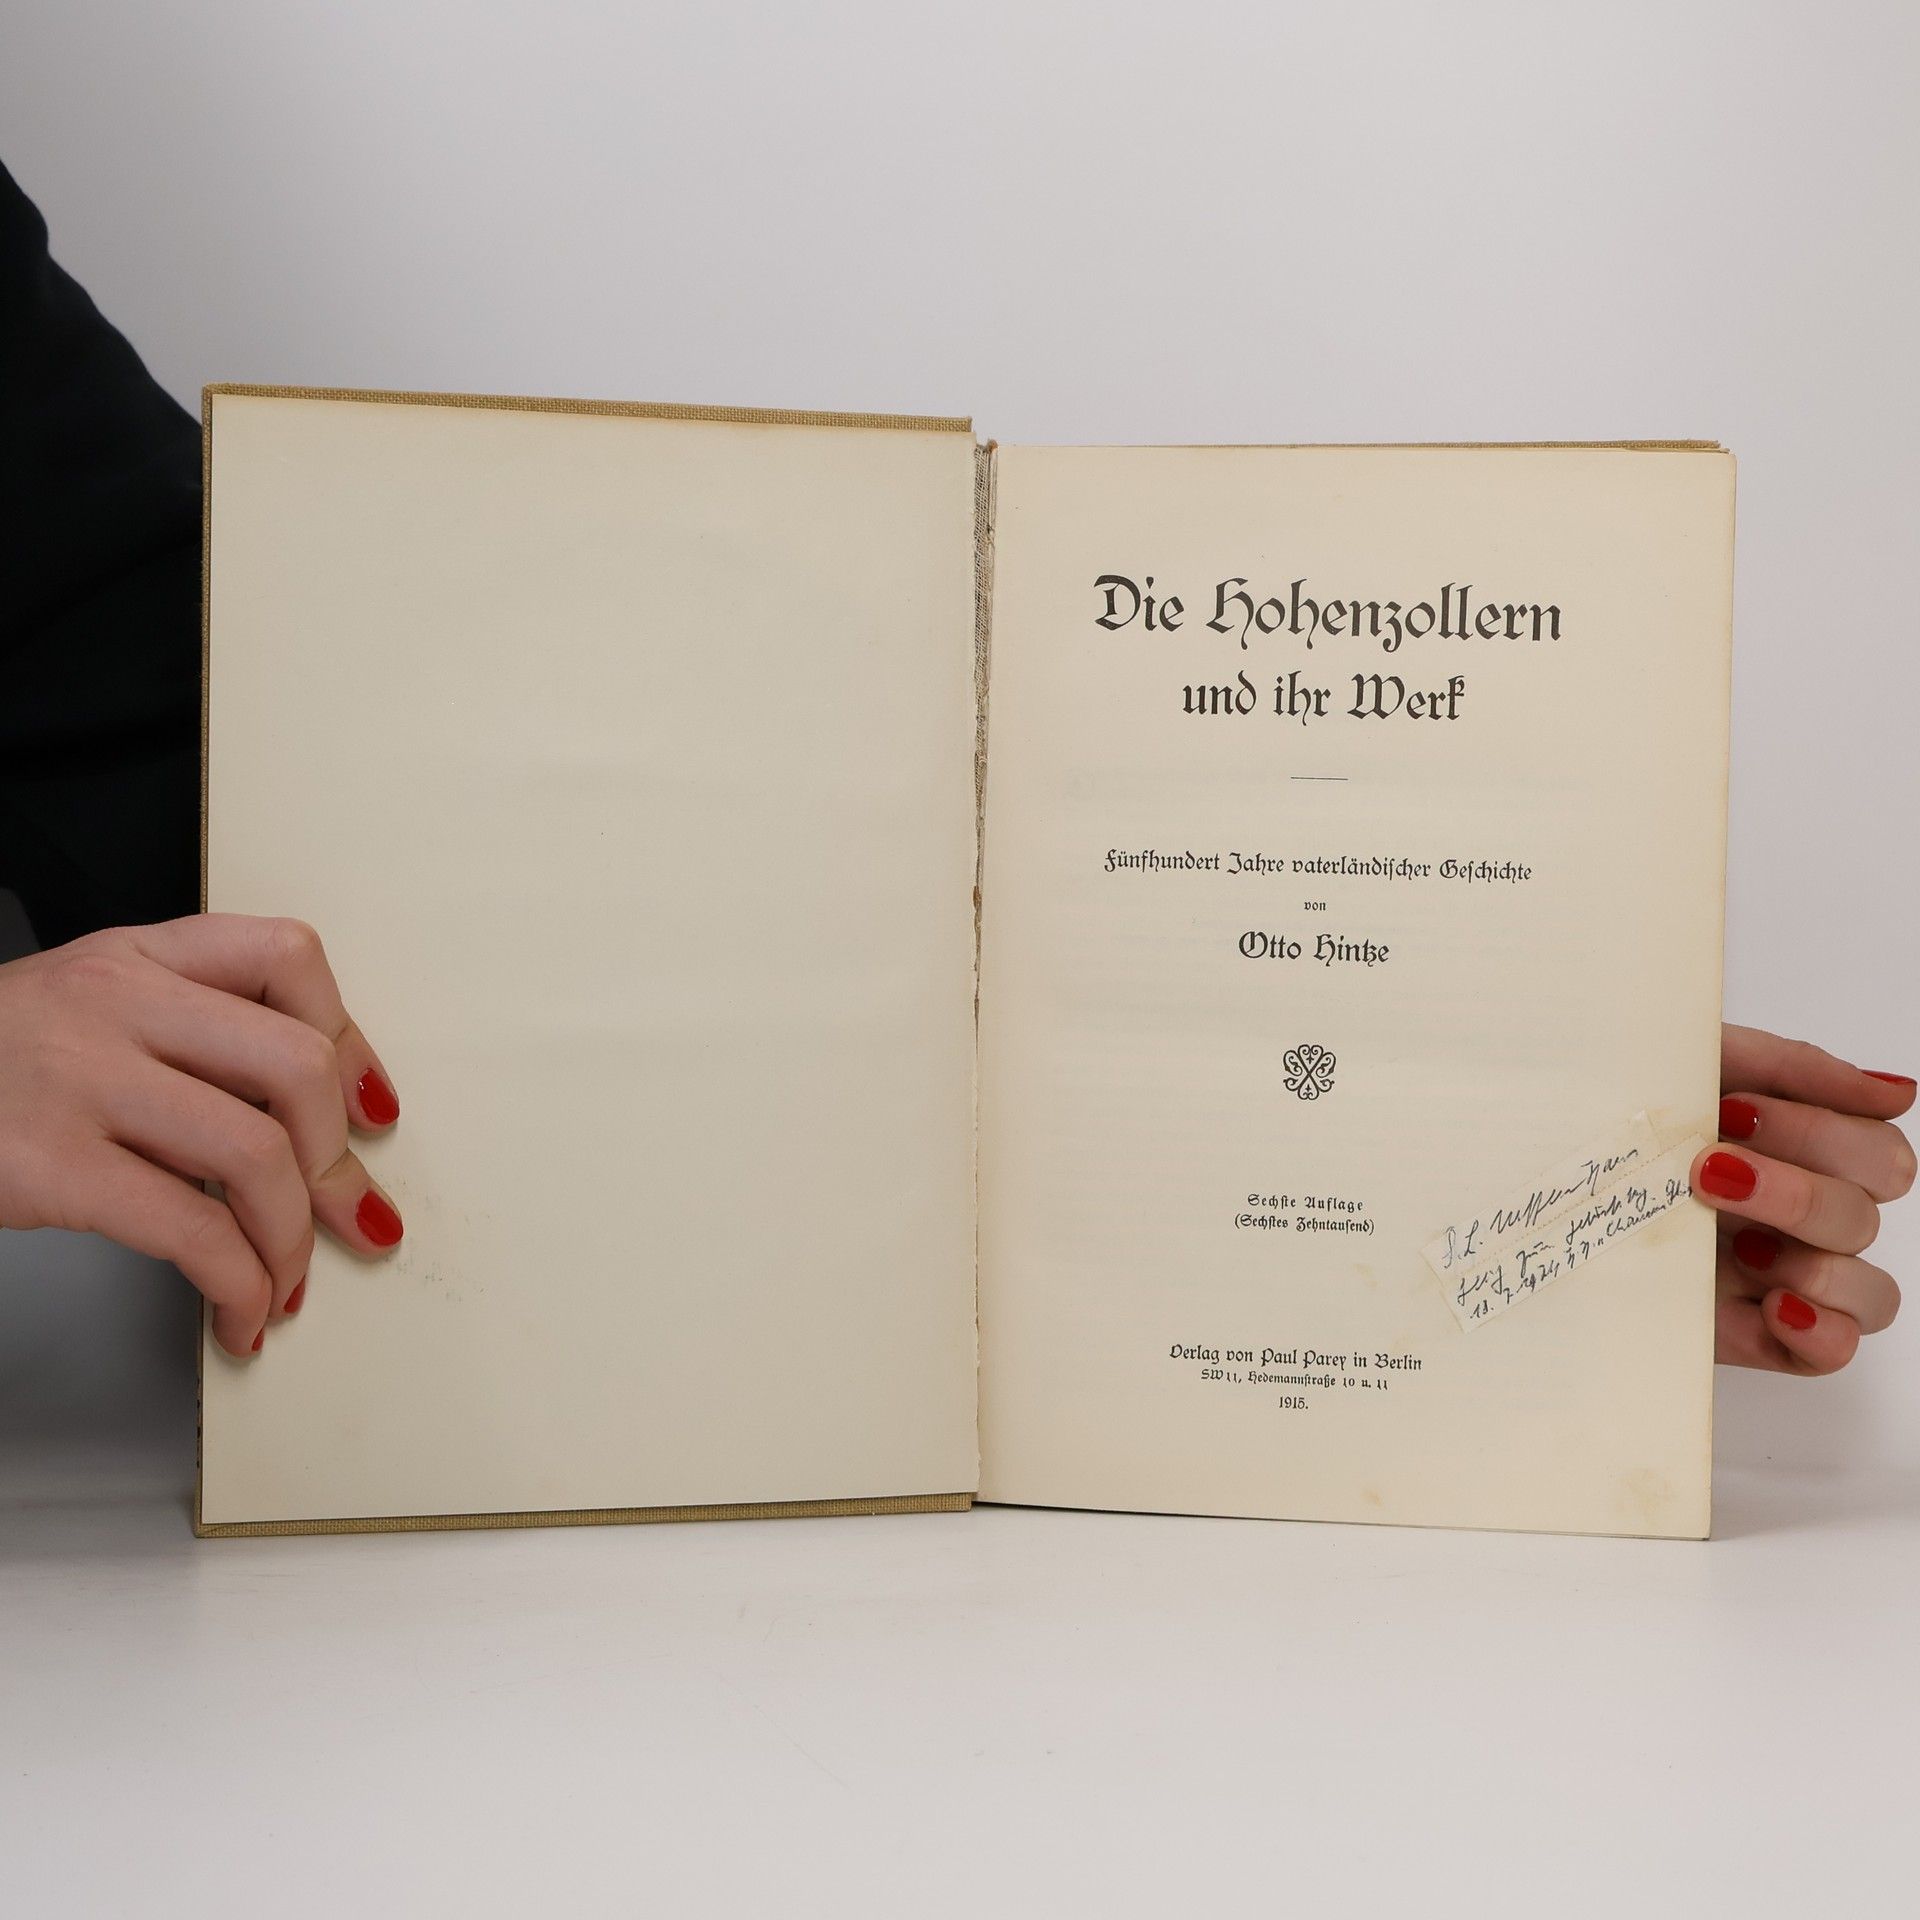 Die Hohenzollern
und ihr Werk
Fünfhundert Jahre vaterländiſcher Geſchichte
von
Otto Hintze
Sechſte Auflage
(Sechſtes Zehntauſend)
Verlag von Paul Parey in Berlin
SW 11, Hedemannſtraße 10 u. 11
1915.